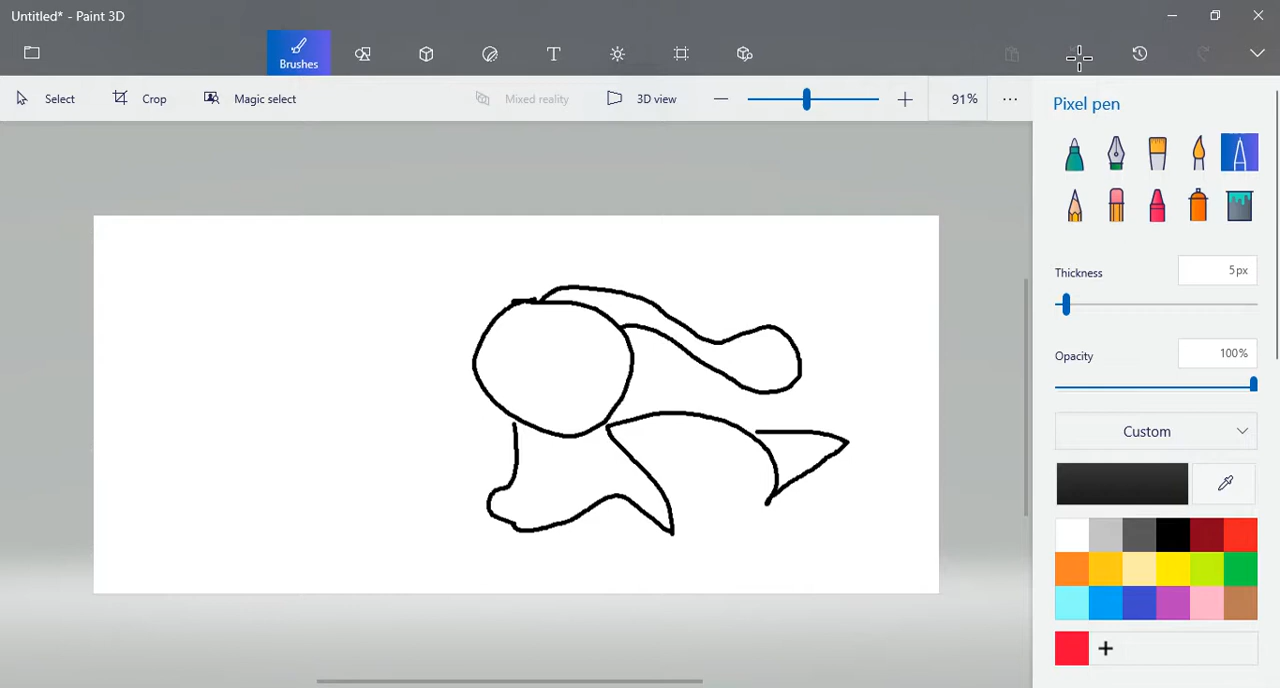 Untitled* - Paint 3D
Brushes
Select
Crop
Magic select
Mixed reality
3D view
91%
Pixel pen
Thickness
5px
Opacity
100%
Custom